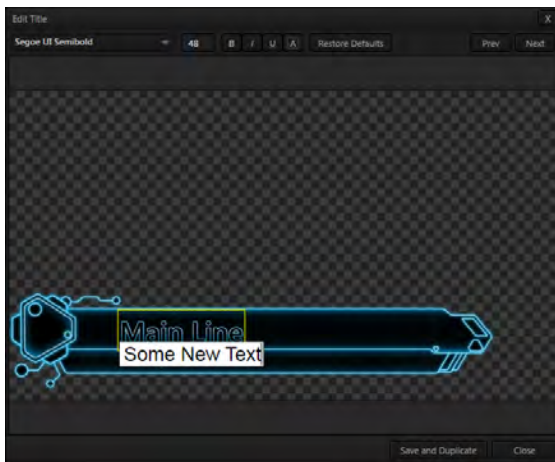 Edit Title X
Segoe UI Semibold 48 B I U A Restore Defaults Prev Next
Main Line
Some New Text
Save and Duplicate Close